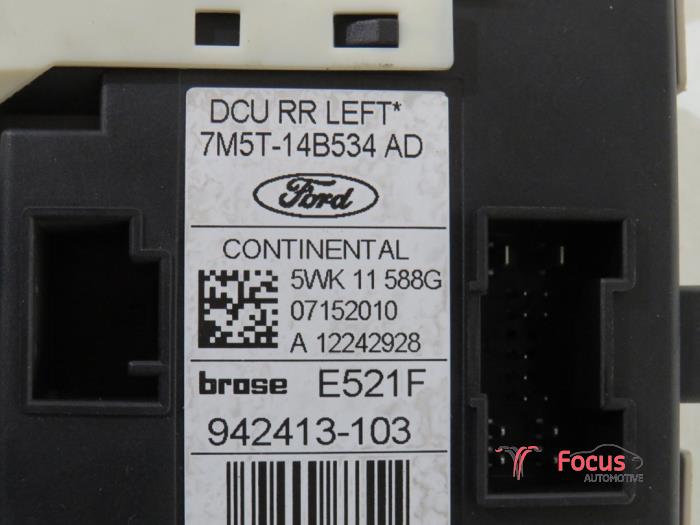 DCU RR LEFT*
7M5T-14B534 AD
Ford
CONTINENTAL
5WK 11 588G
07152010
A 12242928
brose E521F
942413-103
Focus
AUTOMOTIVE